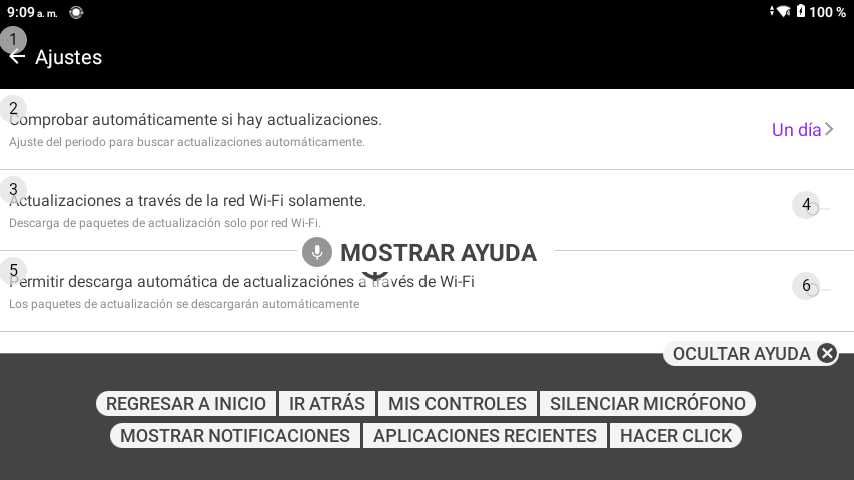 9:09 a. m.
100 %
1
Ajustes
2
Comprobar automáticamente si hay actualizaciones.
Ajuste del periodo para buscar actualizaciones automáticamente.
Un día
3
Actualizaciones a través de la red Wi-Fi solamente.
Descarga de paquetes de actualización solo por red Wi-Fi.
4
MOSTRAR AYUDA
5
Permitir descarga automática de actualizaciónes a través de Wi-Fi
Los paquetes de actualización se descargarán automáticamente
6
OCULTAR AYUDA
REGRESAR A INICIO
IR ATRÁS
MIS CONTROLES
SILENCIAR MICRÓFONO
MOSTRAR NOTIFICACIONES
APLICACIONES RECIENTES
HACER CLICK